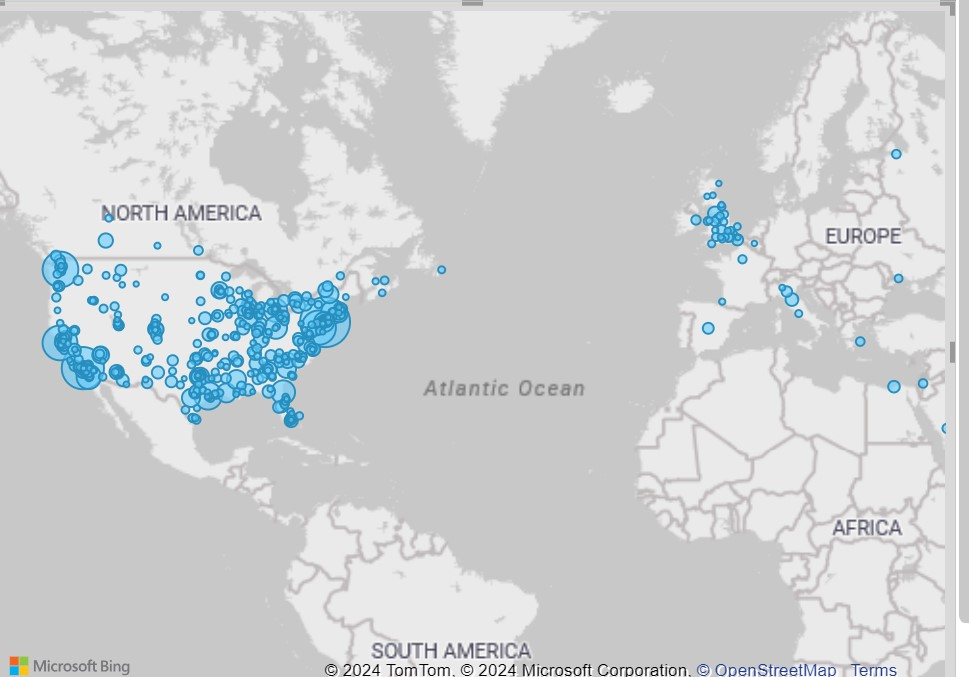 NORTH AMERICA
EUROPE
Atlantic Ocean
AFRICA
SOUTH AMERICA
Microsoft Bing
© 2024 TomTom, © 2024 Microsoft Corporation, © OpenStreetMap Terms